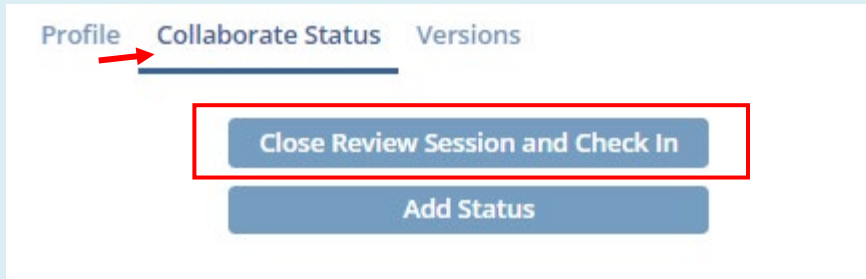 Profile Collaborate Status Versions
Close Review Session and Check In
Add Status